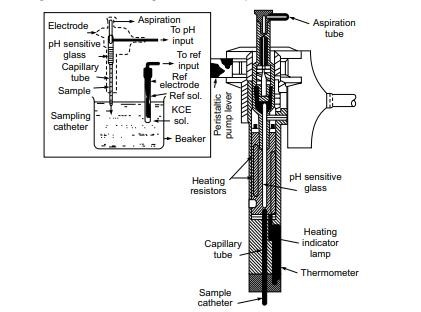 Electrode
Aspiration
To pH
input
pH sensitive
glass
Capillary
tube
Sample
To ref
input
Ref
electrode
Ref sol.
KCE
sol.
Sampling
catheter
Beaker
Peristaltic
pump lever
Aspiration
tube
Heating
resistors
pH sensitive
glass
Capillary
tube
Heating
indicator
lamp
Thermometer
Sample
catheter